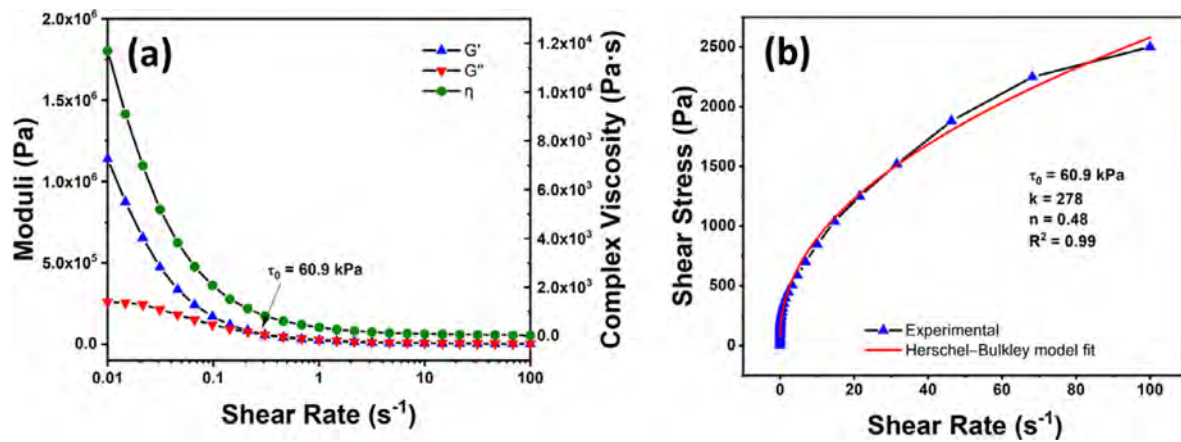 (a)
G'
G"
η
Moduli (Pa)
2.0x10⁶
1.5x10⁶
1.0x10⁶
5.0x10⁵
0.0
τ₀ = 60.9 kPa
0.01 0.1 1 10 100
Shear Rate (s⁻¹)
Complex Viscosity (Pa·s)
1.2x10⁴
1.0x10⁴
8.0x10³
6.0x10³
4.0x10³
2.0x10³
0.0
(b)
Shear Stress (Pa)
2500
2000
1500
1000
500
0
τ₀ = 60.9 kPa
k = 278
n = 0.48
R² = 0.99
Experimental
Herschel–Bulkley model fit
0 20 40 60 80 100
Shear Rate (s⁻¹)